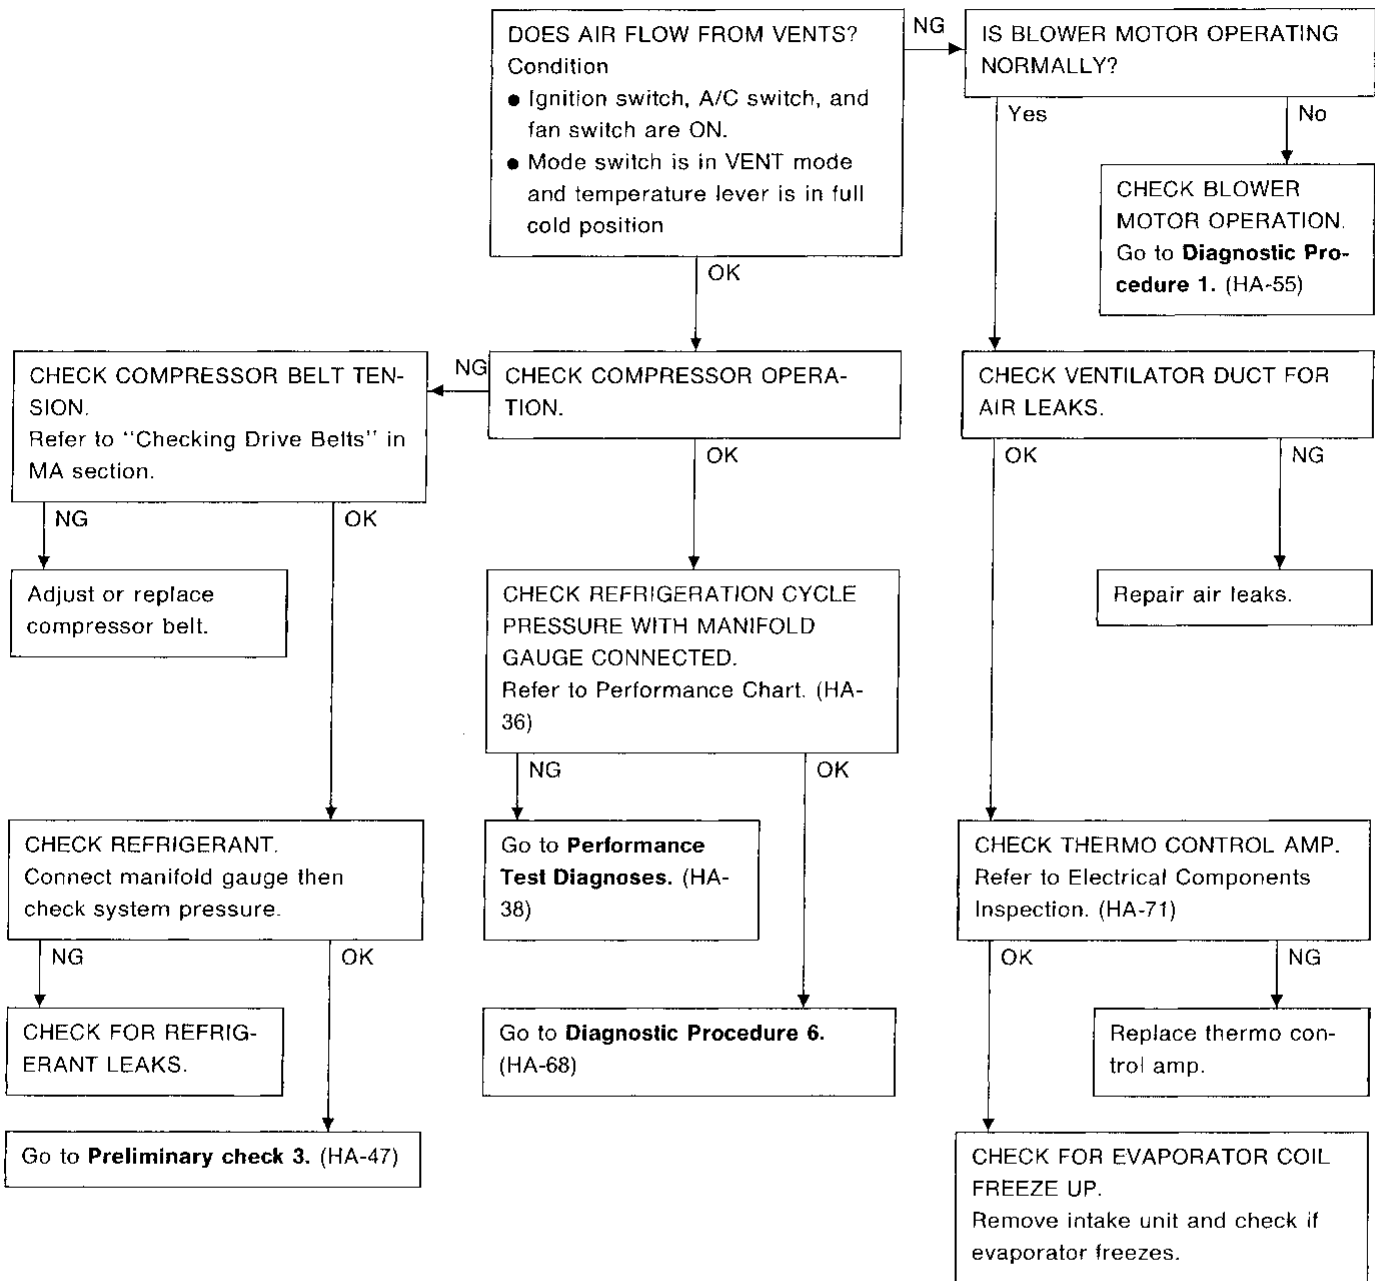 DOES AIR FLOW FROM VENTS?
Condition
● Ignition switch, A/C switch, and
fan switch are ON.
● Mode switch is in VENT mode
and temperature lever is in full
cold position
NG
IS BLOWER MOTOR OPERATING
NORMALLY?
Yes
No
CHECK BLOWER
MOTOR OPERATION.
Go to Diagnostic Pro-
cedure 1. (HA-55)
OK
CHECK COMPRESSOR BELT TEN-
SION.
Refer to "Checking Drive Belts" in
MA section.
NG
CHECK COMPRESSOR OPERA-
TION.
CHECK VENTILATOR DUCT FOR
AIR LEAKS.
NG
OK
OK
OK
NG
Adjust or replace
compressor belt.
CHECK REFRIGERATION CYCLE
PRESSURE WITH MANIFOLD
GAUGE CONNECTED.
Refer to Performance Chart. (HA-
36)
Repair air leaks.
NG
OK
CHECK REFRIGERANT.
Connect manifold gauge then
check system pressure.
Go to Performance
Test Diagnoses. (HA-
38)
CHECK THERMO CONTROL AMP.
Refer to Electrical Components
Inspection. (HA-71)
NG
OK
OK
NG
CHECK FOR REFRIG-
ERANT LEAKS.
Go to Diagnostic Procedure 6.
(HA-68)
Replace thermo con-
trol amp.
Go to Preliminary check 3. (HA-47)
CHECK FOR EVAPORATOR COIL
FREEZE UP.
Remove intake unit and check if
evaporator freezes.